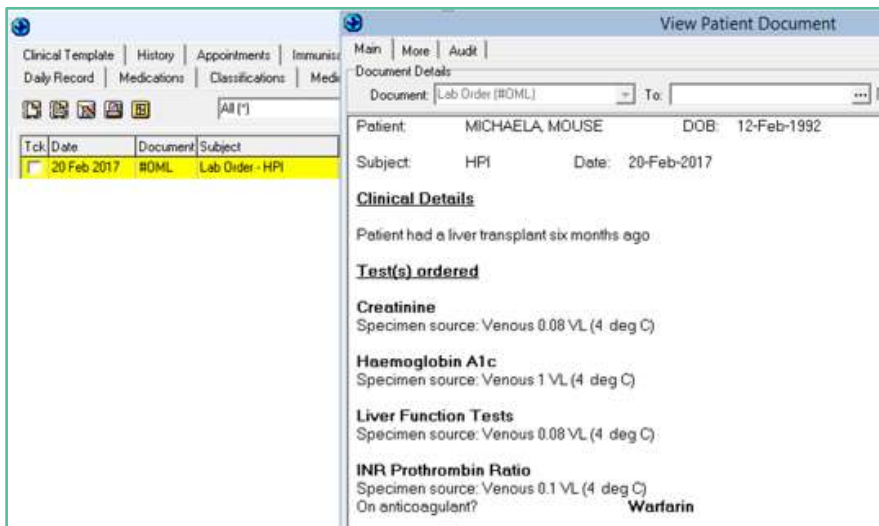 Clinical Template History Appointments Immunisa
Daily Record Medications Classifications Medi
All (*)
Tck Date Document Subject
20 Feb 2017 #OML Lab Order - HPI
View Patient Document
Main More Audit
Document Details
Document: Lab Order (#OML) To: ...
Patient: MICHAELA, MOUSE DOB: 12-Feb-1992
Subject: HPI Date: 20-Feb-2017
Clinical Details
Patient had a liver transplant six months ago
Test(s) ordered
Creatinine
Specimen source: Venous 0.08 VL (4 deg C)
Haemoglobin A1c
Specimen source: Venous 1 VL (4 deg C)
Liver Function Tests
Specimen source: Venous 0.08 VL (4 deg C)
INR Prothrombin Ratio
Specimen source: Venous 0.1 VL (4 deg C)
On anticoagulant? Warfarin